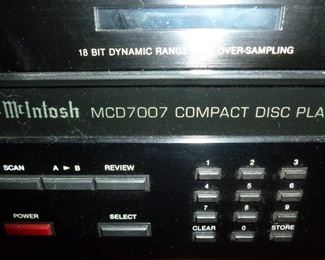 18 BIT DYNAMIC RANGE OVER-SAMPLING
McIntosh MCD7007 COMPACT DISC PLA
SCAN A ► B REVIEW
1 2 3
4 5 6
7 8 9
POWER SELECT
CLEAR 0 STORE